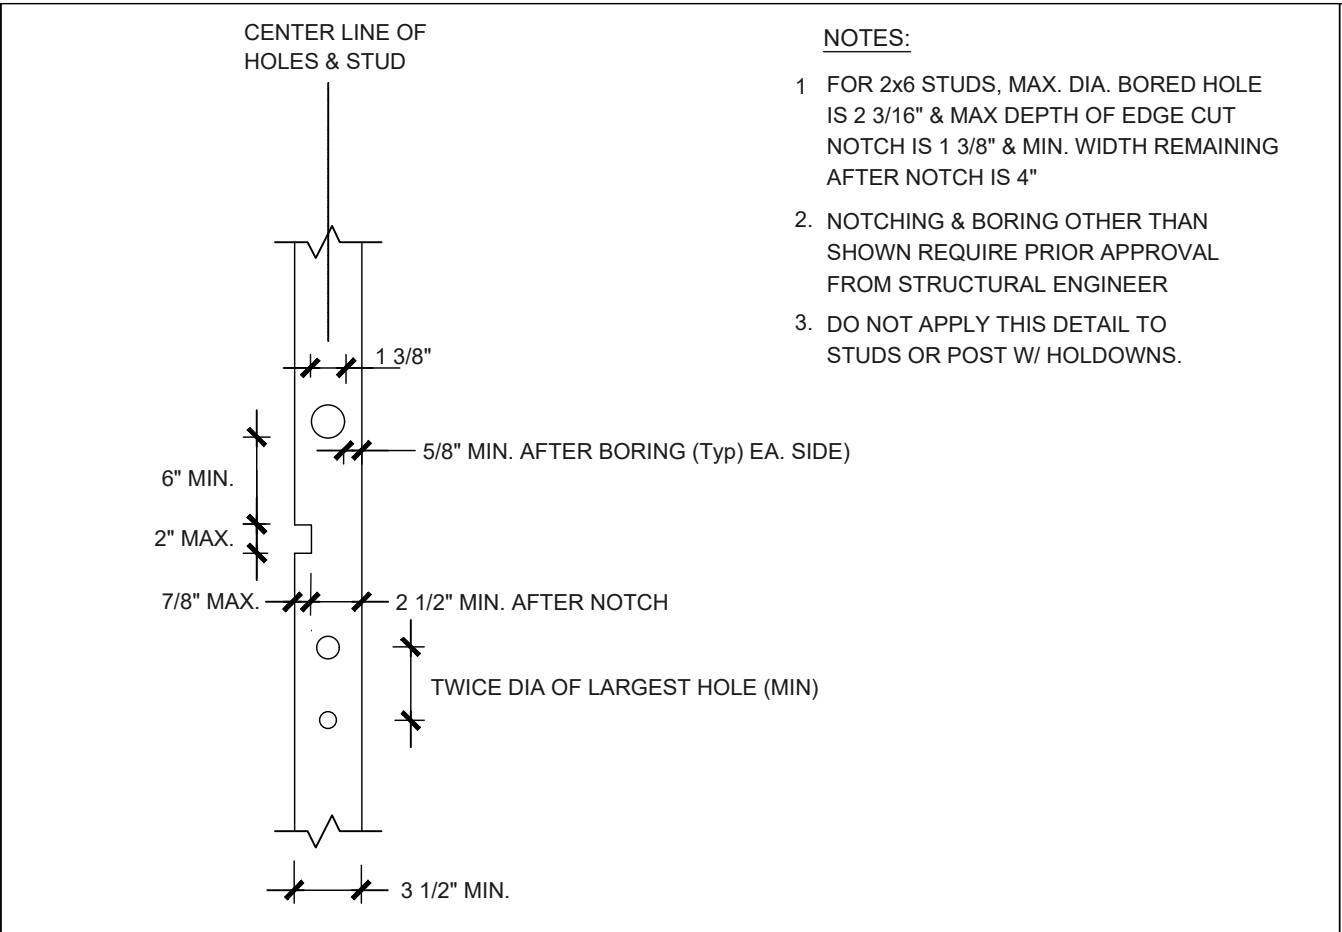 CENTER LINE OF
HOLES & STUD
1 3/8"
5/8" MIN. AFTER BORING (Typ) EA. SIDE)
6" MIN.
2" MAX.
7/8" MAX.
2 1/2" MIN. AFTER NOTCH
TWICE DIA OF LARGEST HOLE (MIN)
3 1/2" MIN.
NOTES:
1 FOR 2x6 STUDS, MAX. DIA. BORED HOLE
IS 2 3/16" & MAX DEPTH OF EDGE CUT
NOTCH IS 1 3/8" & MIN. WIDTH REMAINING
AFTER NOTCH IS 4"
2. NOTCHING & BORING OTHER THAN
SHOWN REQUIRE PRIOR APPROVAL
FROM STRUCTURAL ENGINEER
3. DO NOT APPLY THIS DETAIL TO
STUDS OR POST W/ HOLDOWNS.